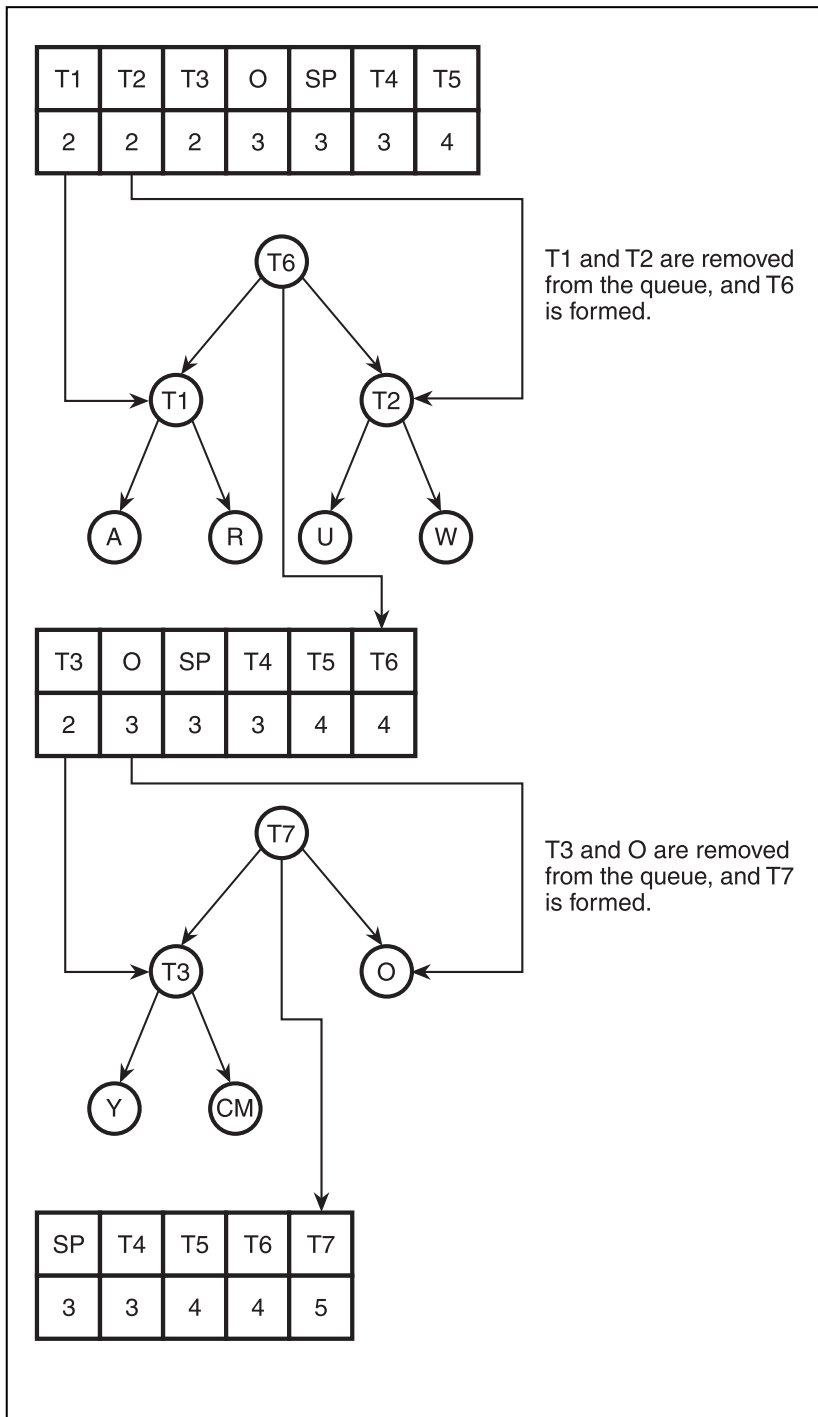 T1 T2 T3 O SP T4 T5
2 2 2 3 3 3 4
T6
T1 and T2 are removed
from the queue, and T6
is formed.
T1 T2
A R U W
T3 O SP T4 T5 T6
2 3 3 3 4 4
T7
T3 and O are removed
from the queue, and T7
is formed.
T3 O
Y CM
SP T4 T5 T6 T7
3 3 4 4 5